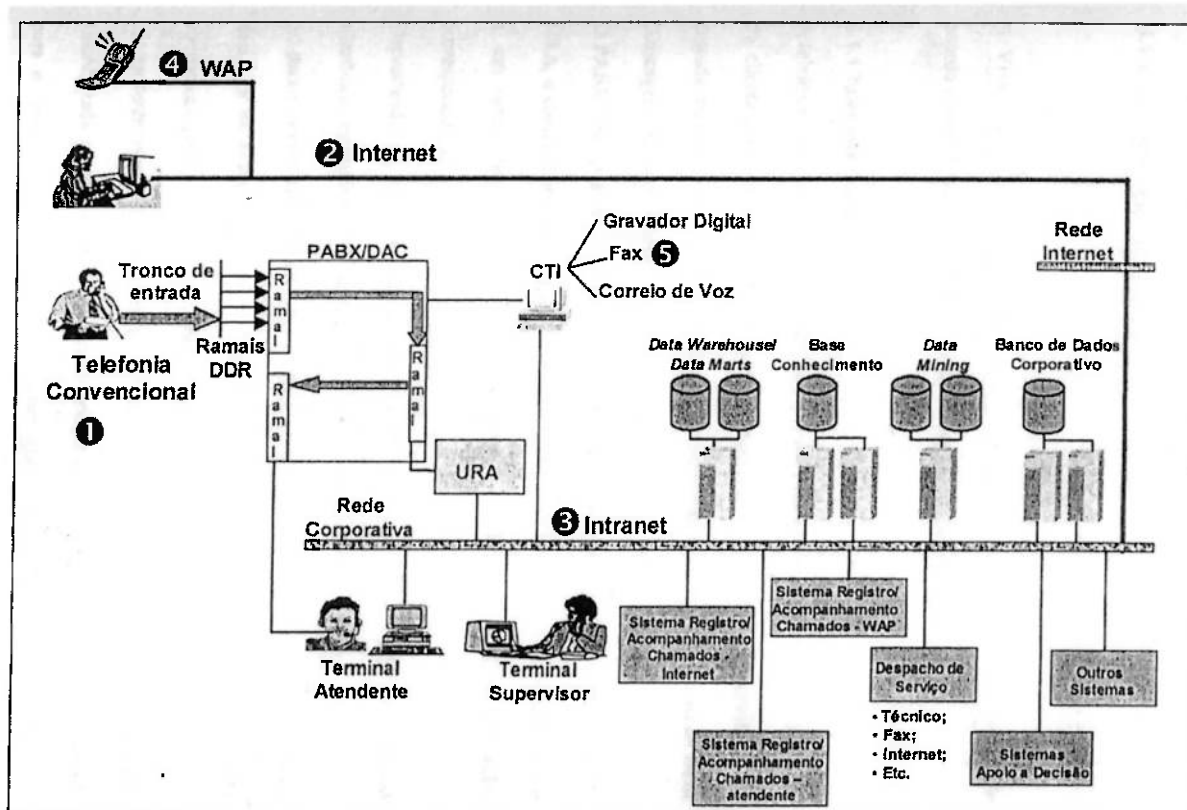 ❹ WAP
❷ Internet
Gravador Digital
Fax ❺
Correio de Voz
CTI
Rede
Internet
PABX/DAC
Tronco de
entrada
Ramal
Ramais
DDR
Ramal
Ramal
Telefonia
Convencional
❶
URA
Data Warehouse/
Data Marts
Base
Conhecimento
Data
Mining
Banco de Dados
Corporativo
Rede
Corporativa
❸ Intranet
Terminal
Atendente
Terminal
Supervisor
Sistema Registro/
Acompanhamento
Chamados -
Internet
Sistema Registro/
Acompanhamento
Chamados - WAP
Despacho de
Serviço
• Técnico;
• Fax;
• Internet;
• Etc.
Outros
Sistemas
Sistema Registro/
Acompanhamento
Chamados –
atendente
Sistemas
Apoio a Decisão